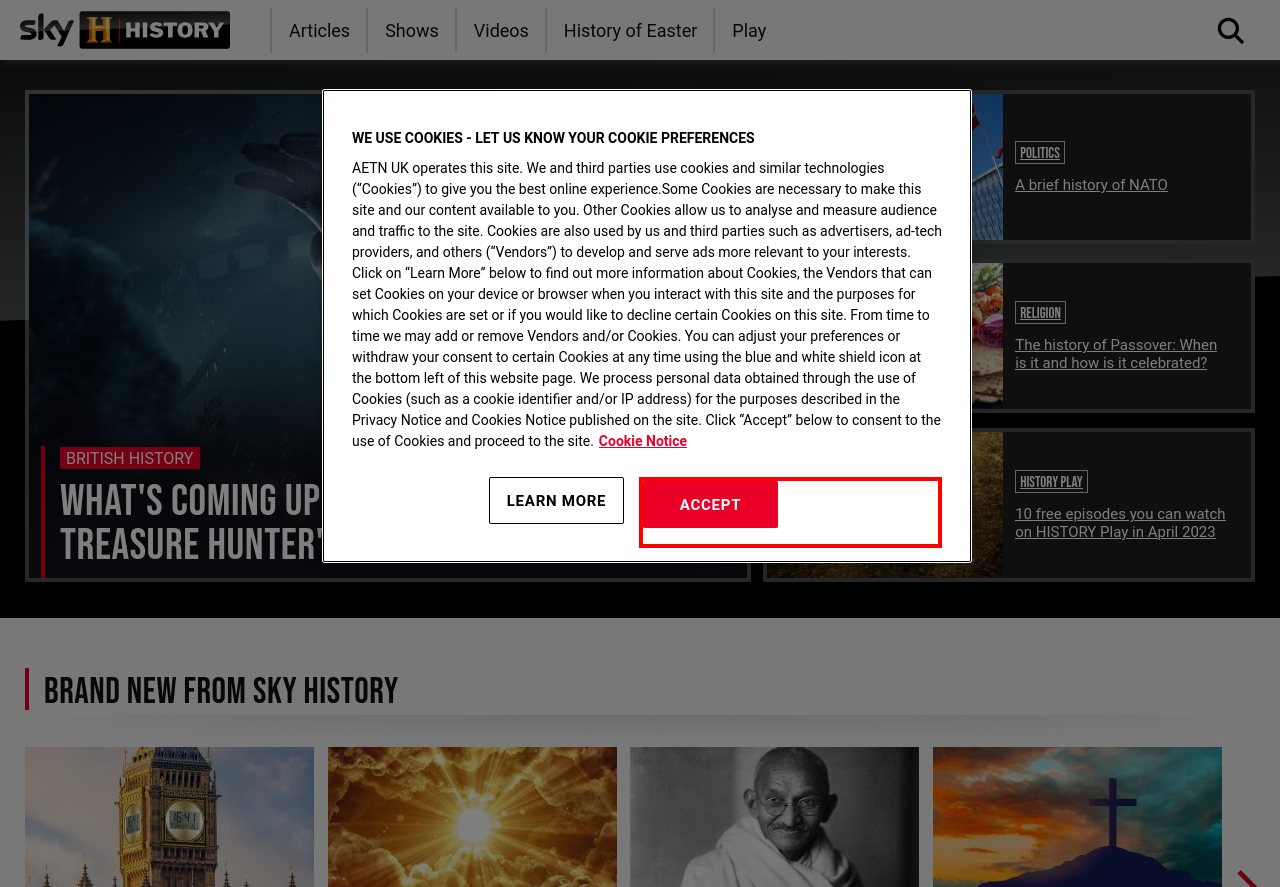 sky HISTORY
Articles
Shows
Videos
History of Easter
Play
WE USE COOKIES - LET US KNOW YOUR COOKIE PREFERENCES
AETN UK operates this site. We and third parties use cookies and similar technologies
(“Cookies”) to give you the best online experience.Some Cookies are necessary to make this
site and our content available to you. Other Cookies allow us to analyse and measure audience
and traffic to the site. Cookies are also used by us and third parties such as advertisers, ad-tech
providers, and others (“Vendors”) to develop and serve ads more relevant to your interests.
Click on “Learn More” below to find out more information about Cookies, the Vendors that can
set Cookies on your device or browser when you interact with this site and the purposes for
which Cookies are set or if you would like to decline certain Cookies on this site. From time to
time we may add or remove Vendors and/or Cookies. You can adjust your preferences or
withdraw your consent to certain Cookies at any time using the blue and white shield icon at
the bottom left of this website page. We process personal data obtained through the use of
Cookies (such as a cookie identifier and/or IP address) for the purposes described in the
Privacy Notice and Cookies Notice published on the site. Click “Accept” below to consent to the
use of Cookies and proceed to the site. Cookie Notice
LEARN MORE
ACCEPT
BRITISH HISTORY
WHAT'S COMING UP
TREASURE HUNTER'
POLITICS
A brief history of NATO
RELIGION
The history of Passover: When
is it and how is it celebrated?
HISTORY PLAY
10 free episodes you can watch
on HISTORY Play in April 2023
BRAND NEW FROM SKY HISTORY
16:41